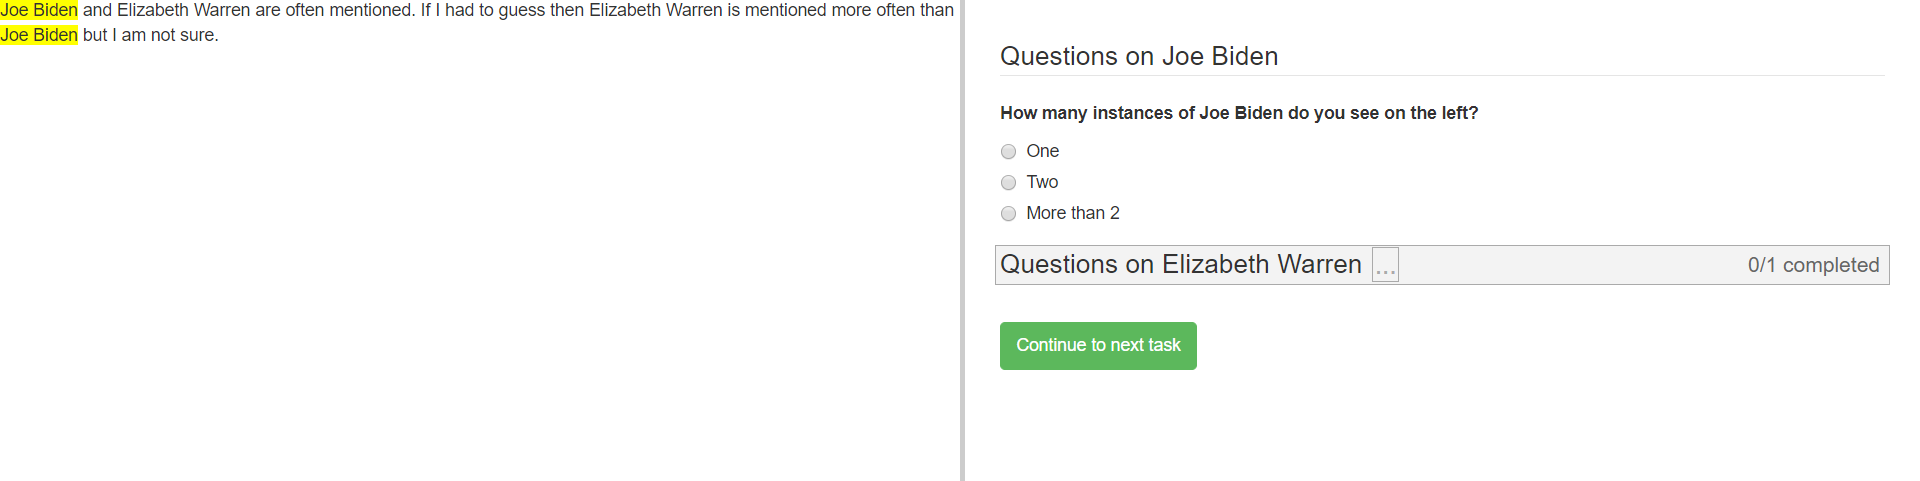 Joe Biden and Elizabeth Warren are often mentioned. If I had to guess then Elizabeth Warren is mentioned more often than
Joe Biden but I am not sure.
Questions on Joe Biden
How many instances of Joe Biden do you see on the left?
One
Two
More than 2
Questions on Elizabeth Warren ... 0/1 completed
Continue to next task